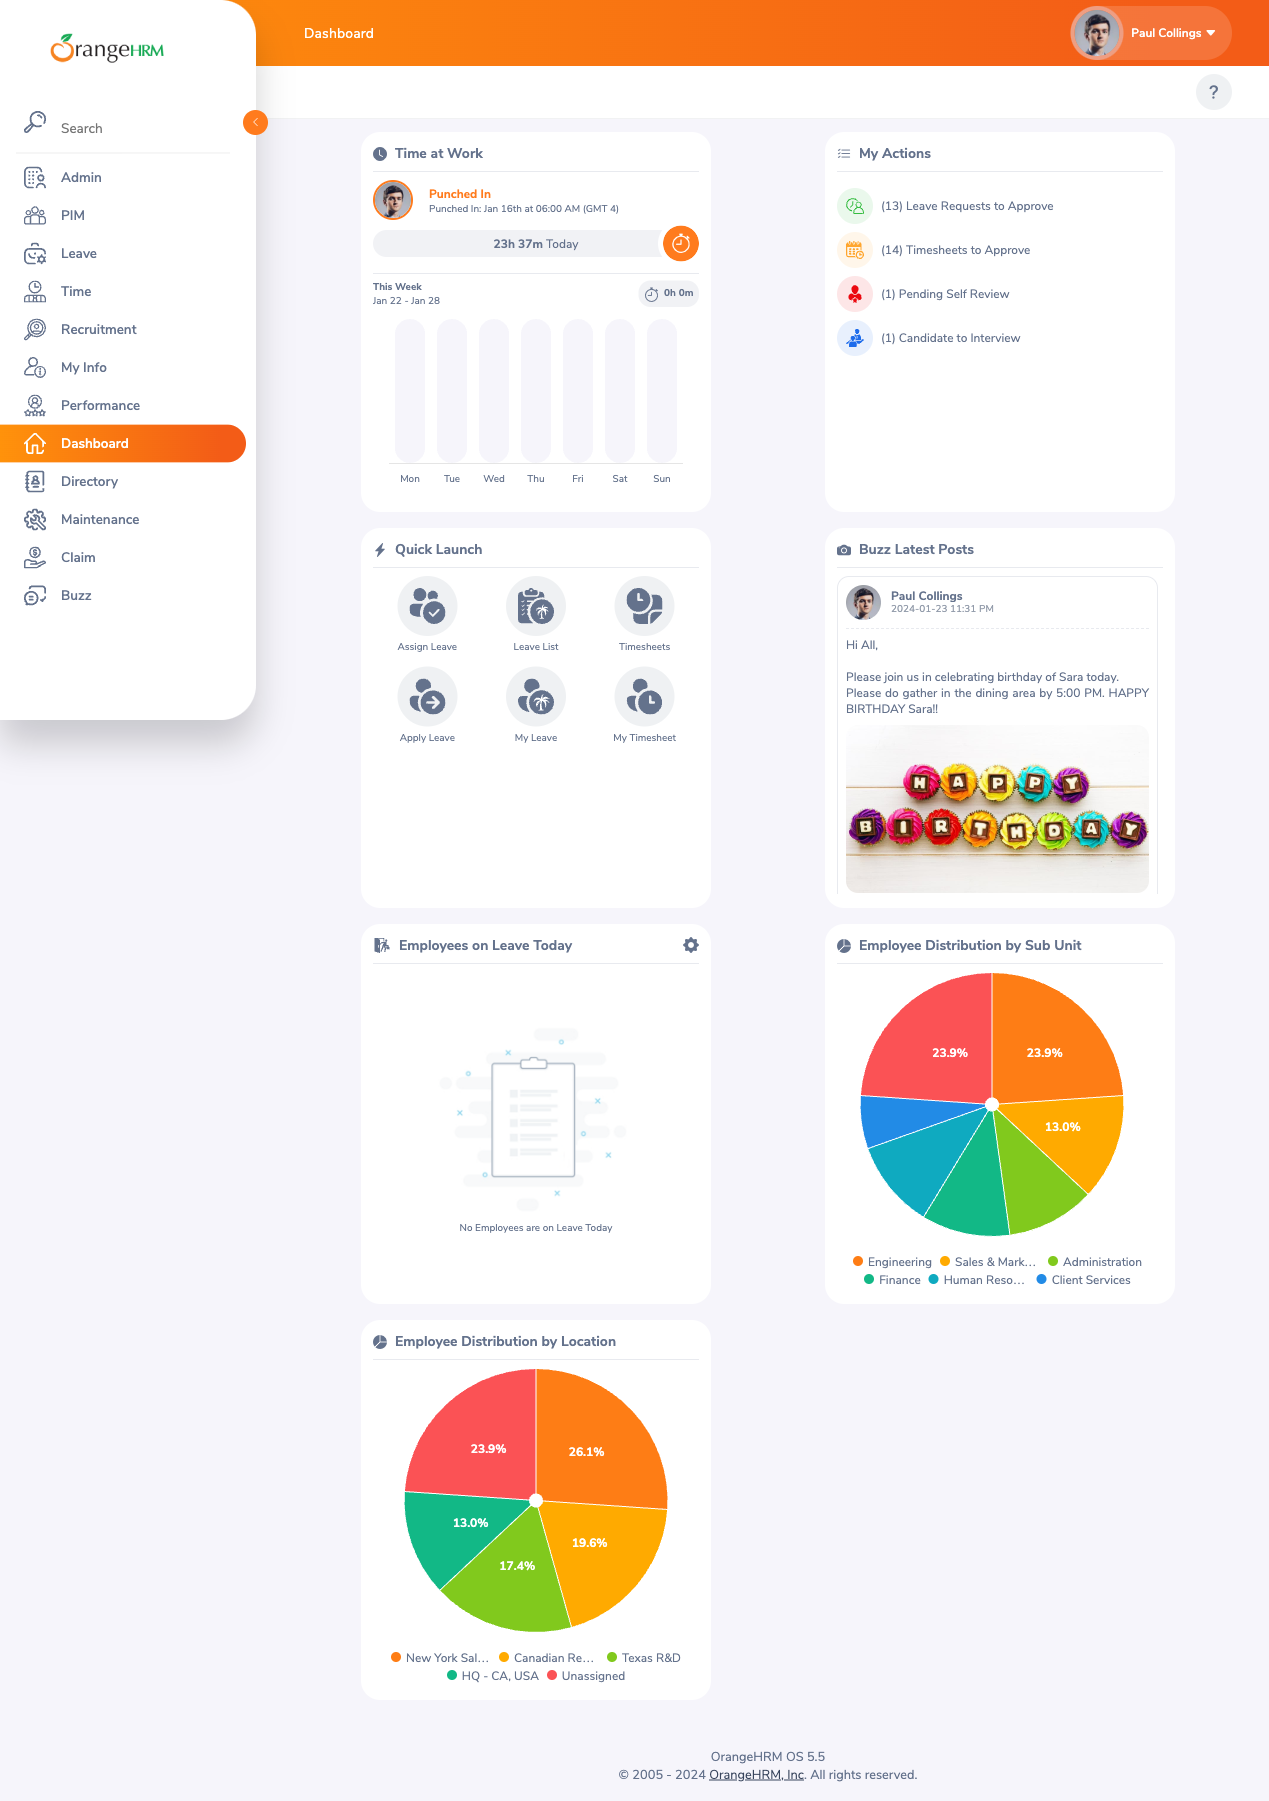 OrangeHRM
Search
Admin
PIM
Leave
Time
Recruitment
My Info
Performance
Dashboard
Directory
Maintenance
Claim
Buzz
Dashboard
Paul Collings
?
Time at Work
Punched In
Punched In: Jan 16th at 06:00 AM (GMT 4)
23h 37m Today
This Week
Jan 22 - Jan 28
0h 0m
Mon Tue Wed Thu Fri Sat Sun
My Actions
(13) Leave Requests to Approve
(14) Timesheets to Approve
(1) Pending Self Review
(1) Candidate to Interview
Quick Launch
Assign Leave
Leave List
Timesheets
Apply Leave
My Leave
My Timesheet
Buzz Latest Posts
Paul Collings
2024-01-23 11:31 PM
Hi All,
Please join us in celebrating birthday of Sara today.
Please do gather in the dining area by 5:00 PM. HAPPY
BIRTHDAY Sara!!
HAPPY
BIRTHDAY
Employees on Leave Today
No Employees are on Leave Today
Employee Distribution by Sub Unit
23.9% 23.9%
13.0%
Engineering Sales & Mark... Administration
Finance Human Reso... Client Services
Employee Distribution by Location
23.9% 26.1%
13.0% 19.6%
17.4%
New York Sal... Canadian Re... Texas R&D
HQ - CA, USA Unassigned
OrangeHRM OS 5.5
© 2005 - 2024 OrangeHRM, Inc. All rights reserved.